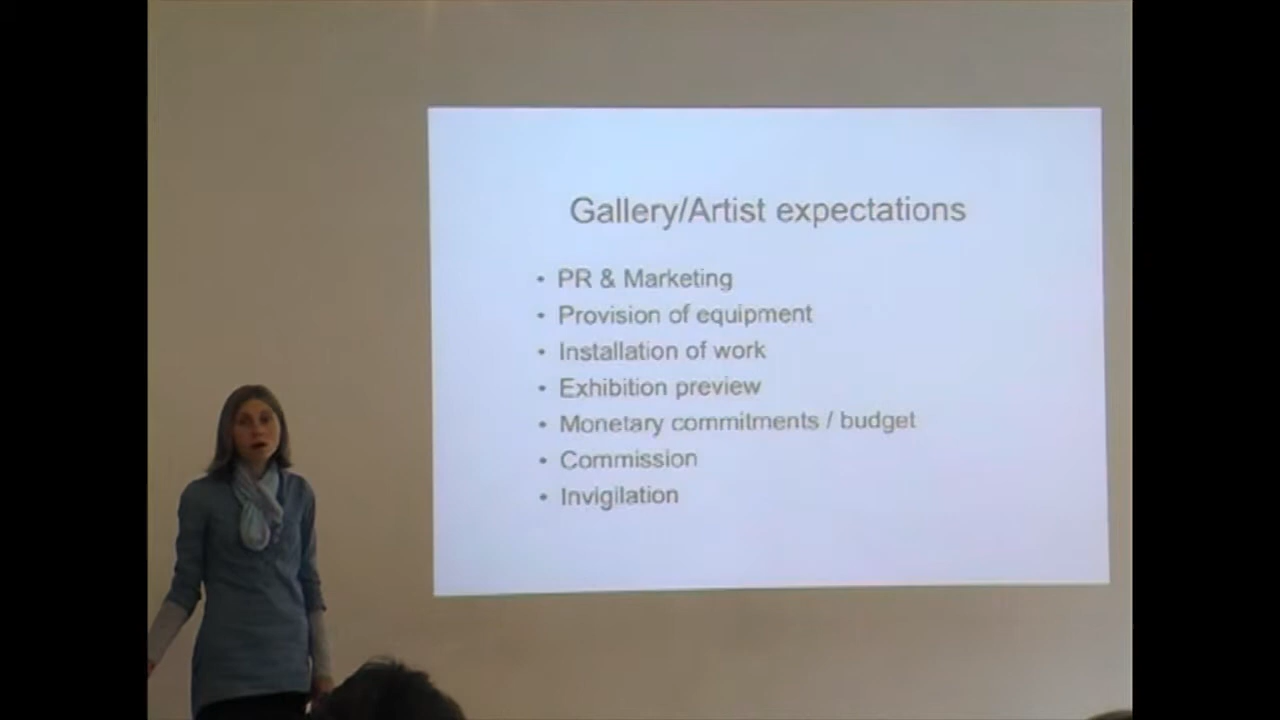 Gallery/Artist expectations
• PR & Marketing
• Provision of equipment
• Installation of work
• Exhibition preview
• Monetary commitments / budget
• Commission
• Invigilation